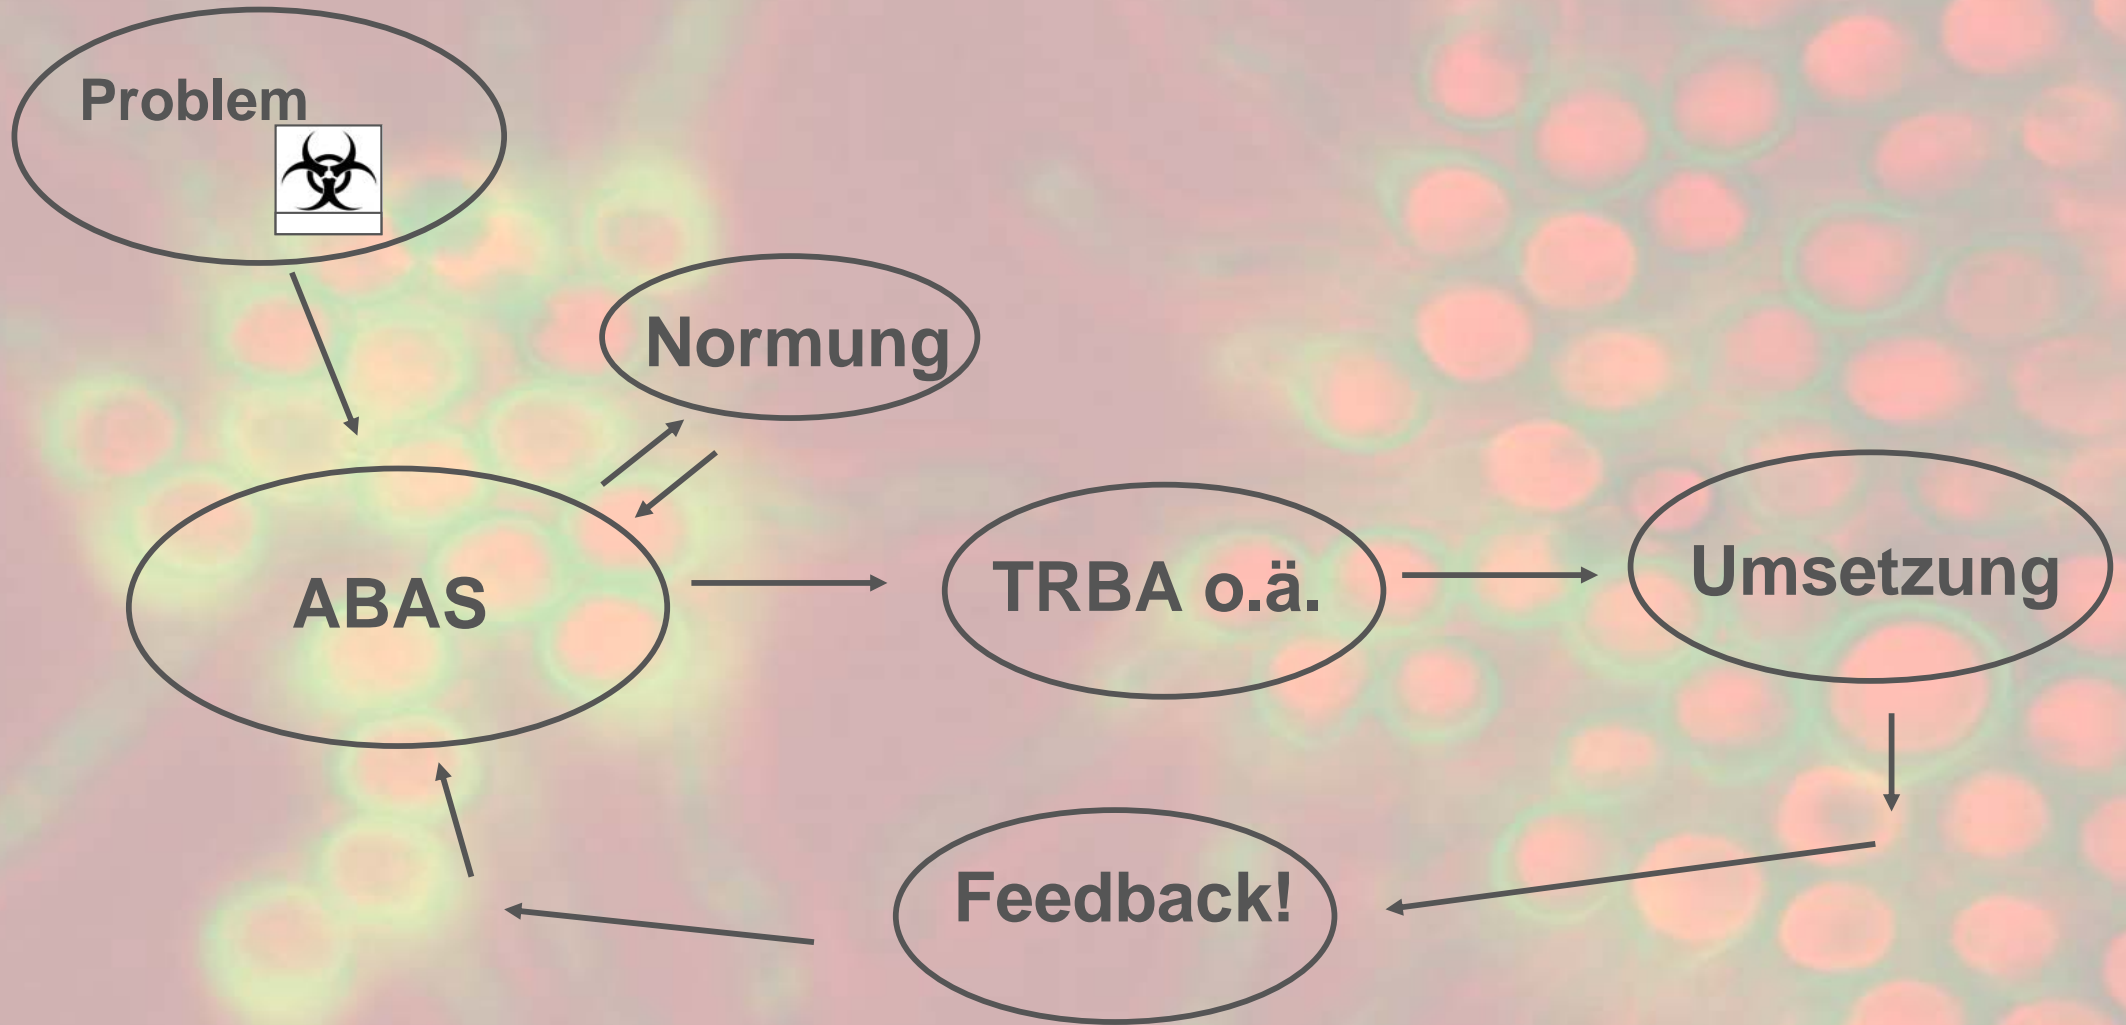 Problem
Normung
ABAS
TRBA o.ä.
Umsetzung
Feedback!